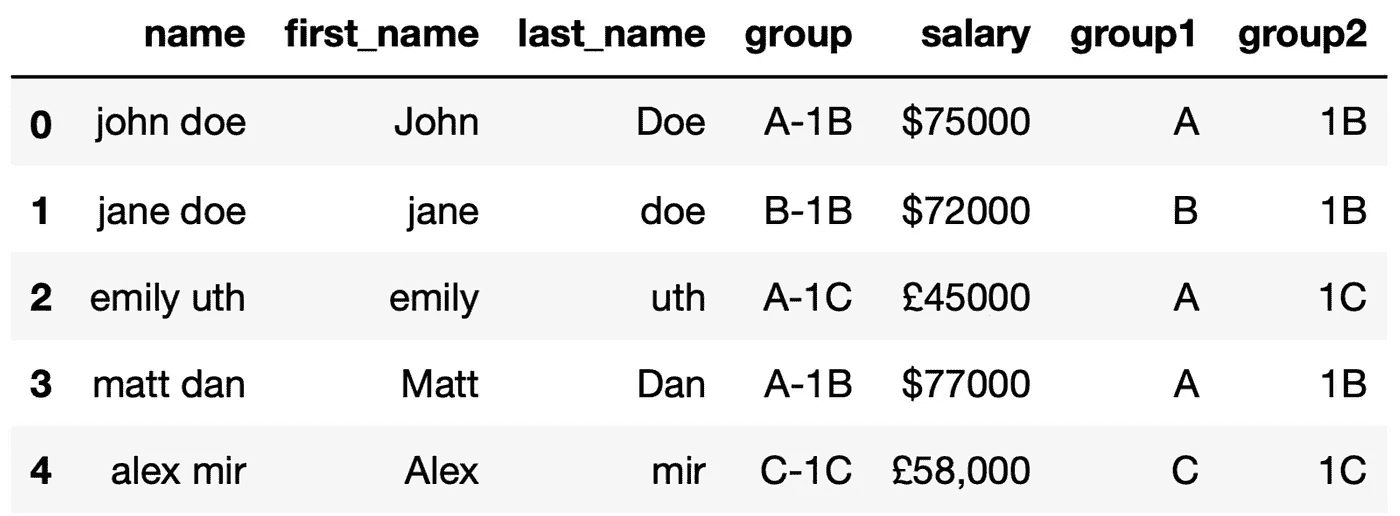 name first_name last_name group salary group1 group2
0 john doe John Doe A-1B $75000 A 1B
1 jane doe jane doe B-1B $72000 B 1B
2 emily uth emily uth A-1C £45000 A 1C
3 matt dan Matt Dan A-1B $77000 A 1B
4 alex mir Alex mir C-1C £58,000 C 1C